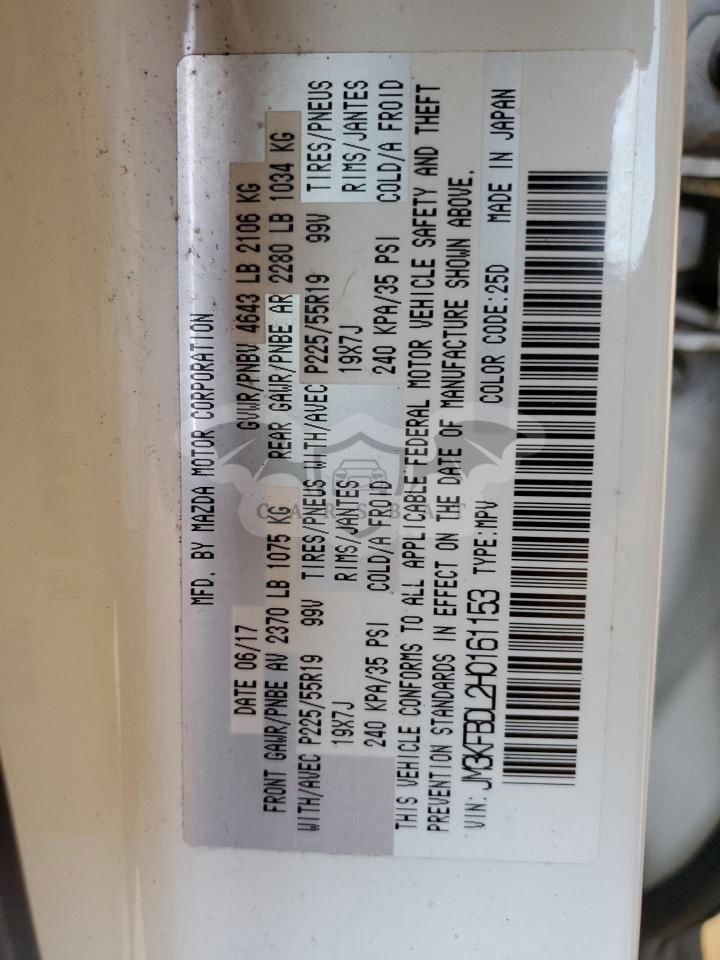 MFD. BY MAZDA MOTOR CORPORATION
DATE 06/17 GVWR/PNBV 4643 LB 2106 KG
FRONT GAWR/PNBE AV 2370 LB 1075 KG REAR GAWR/PNBE AR 2280 LB 1034 KG
WITH/AVEC P225/55R19 99V TIRES/PNEUS WITH/AVEC P225/55R19 99V TIRES/PNEUS
19X7J RIMS/JANTES 19X7J RIMS/JANTES
240 KPA/35 PSI COLD/A FROID 240 KPA/35 PSI COLD/A FROID
THIS VEHICLE CONFORMS TO ALL APPLICABLE FEDERAL MOTOR VEHICLE SAFETY AND THEFT
PREVENTION STANDARDS IN EFFECT ON THE DATE OF MANUFACTURE SHOWN ABOVE.
VIN: JM3KFBDL2H0161153 TYPE:MPV COLOR CODE:25D MADE IN JAPAN
CARSBAT